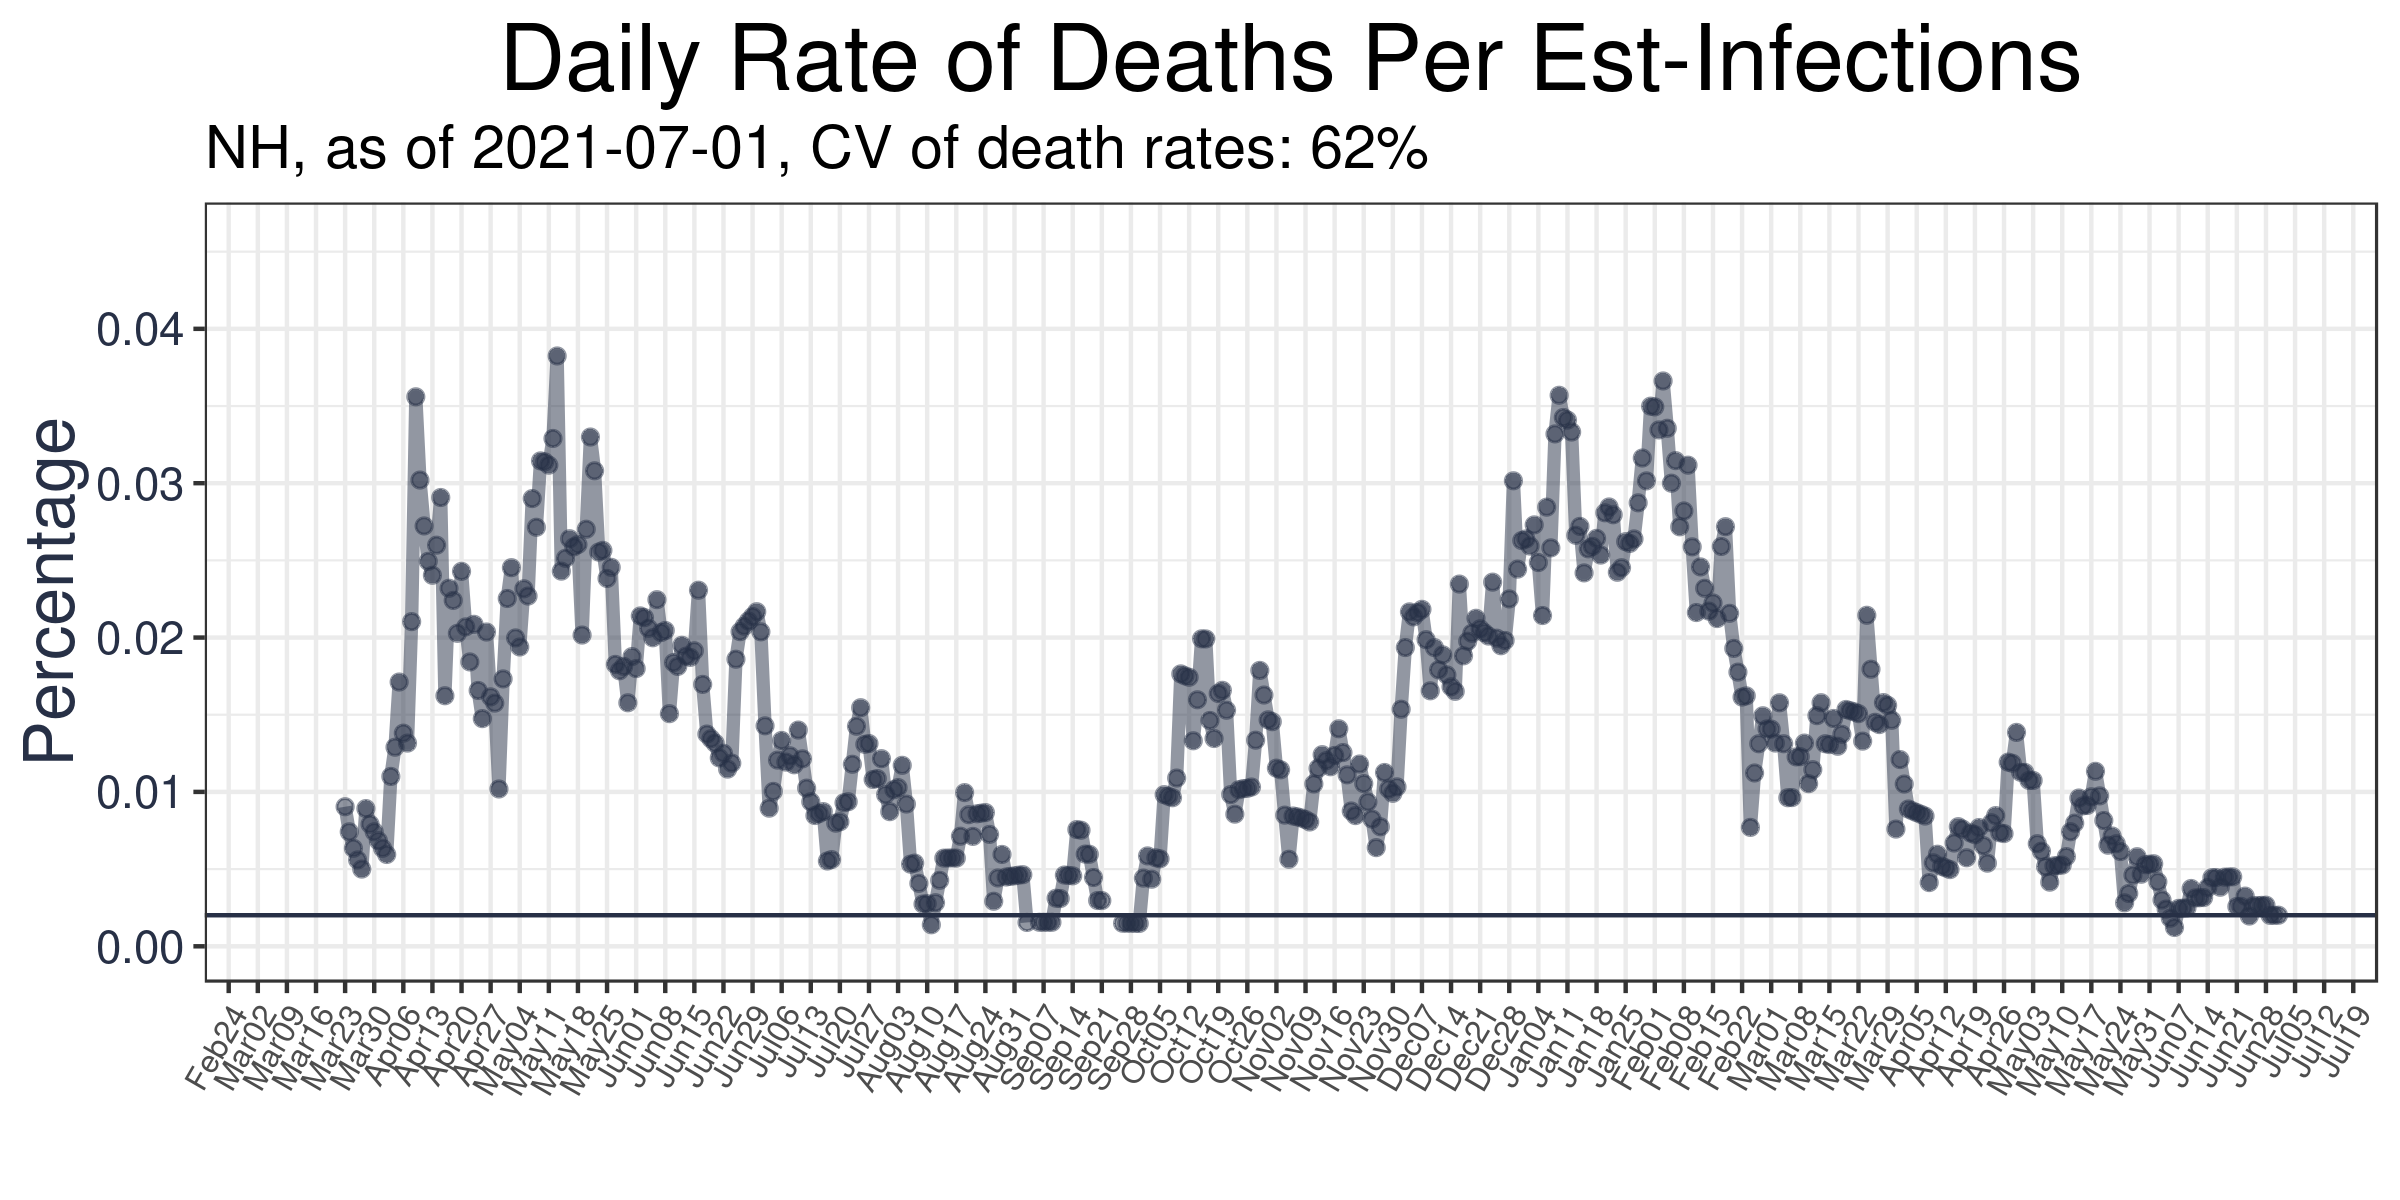 Daily Rate of Deaths Per Est-Infections
NH, as of 2021-07-01, CV of death rates: 62%
Percentage
0.04
0.03
0.02
0.01
0.00
Feb24
Mar02
Mar09
Mar16
Mar23
Mar30
Apr06
Apr13
Apr20
Apr27
May04
May11
May18
May25
Jun01
Jun08
Jun15
Jun22
Jun29
Jul06
Jul13
Jul20
Jul27
Aug03
Aug10
Aug17
Aug24
Aug31
Sep07
Sep14
Sep21
Sep28
Oct05
Oct12
Oct19
Oct26
Nov02
Nov09
Nov16
Nov23
Nov30
Dec07
Dec14
Dec21
Dec28
Jan04
Jan11
Jan18
Jan25
Feb01
Feb08
Feb15
Feb22
Mar01
Mar08
Mar15
Mar22
Mar29
Apr05
Apr12
Apr19
Apr26
May03
May10
May17
May24
May31
Jun07
Jun14
Jun21
Jun28
Jul05
Jul12
Jul19